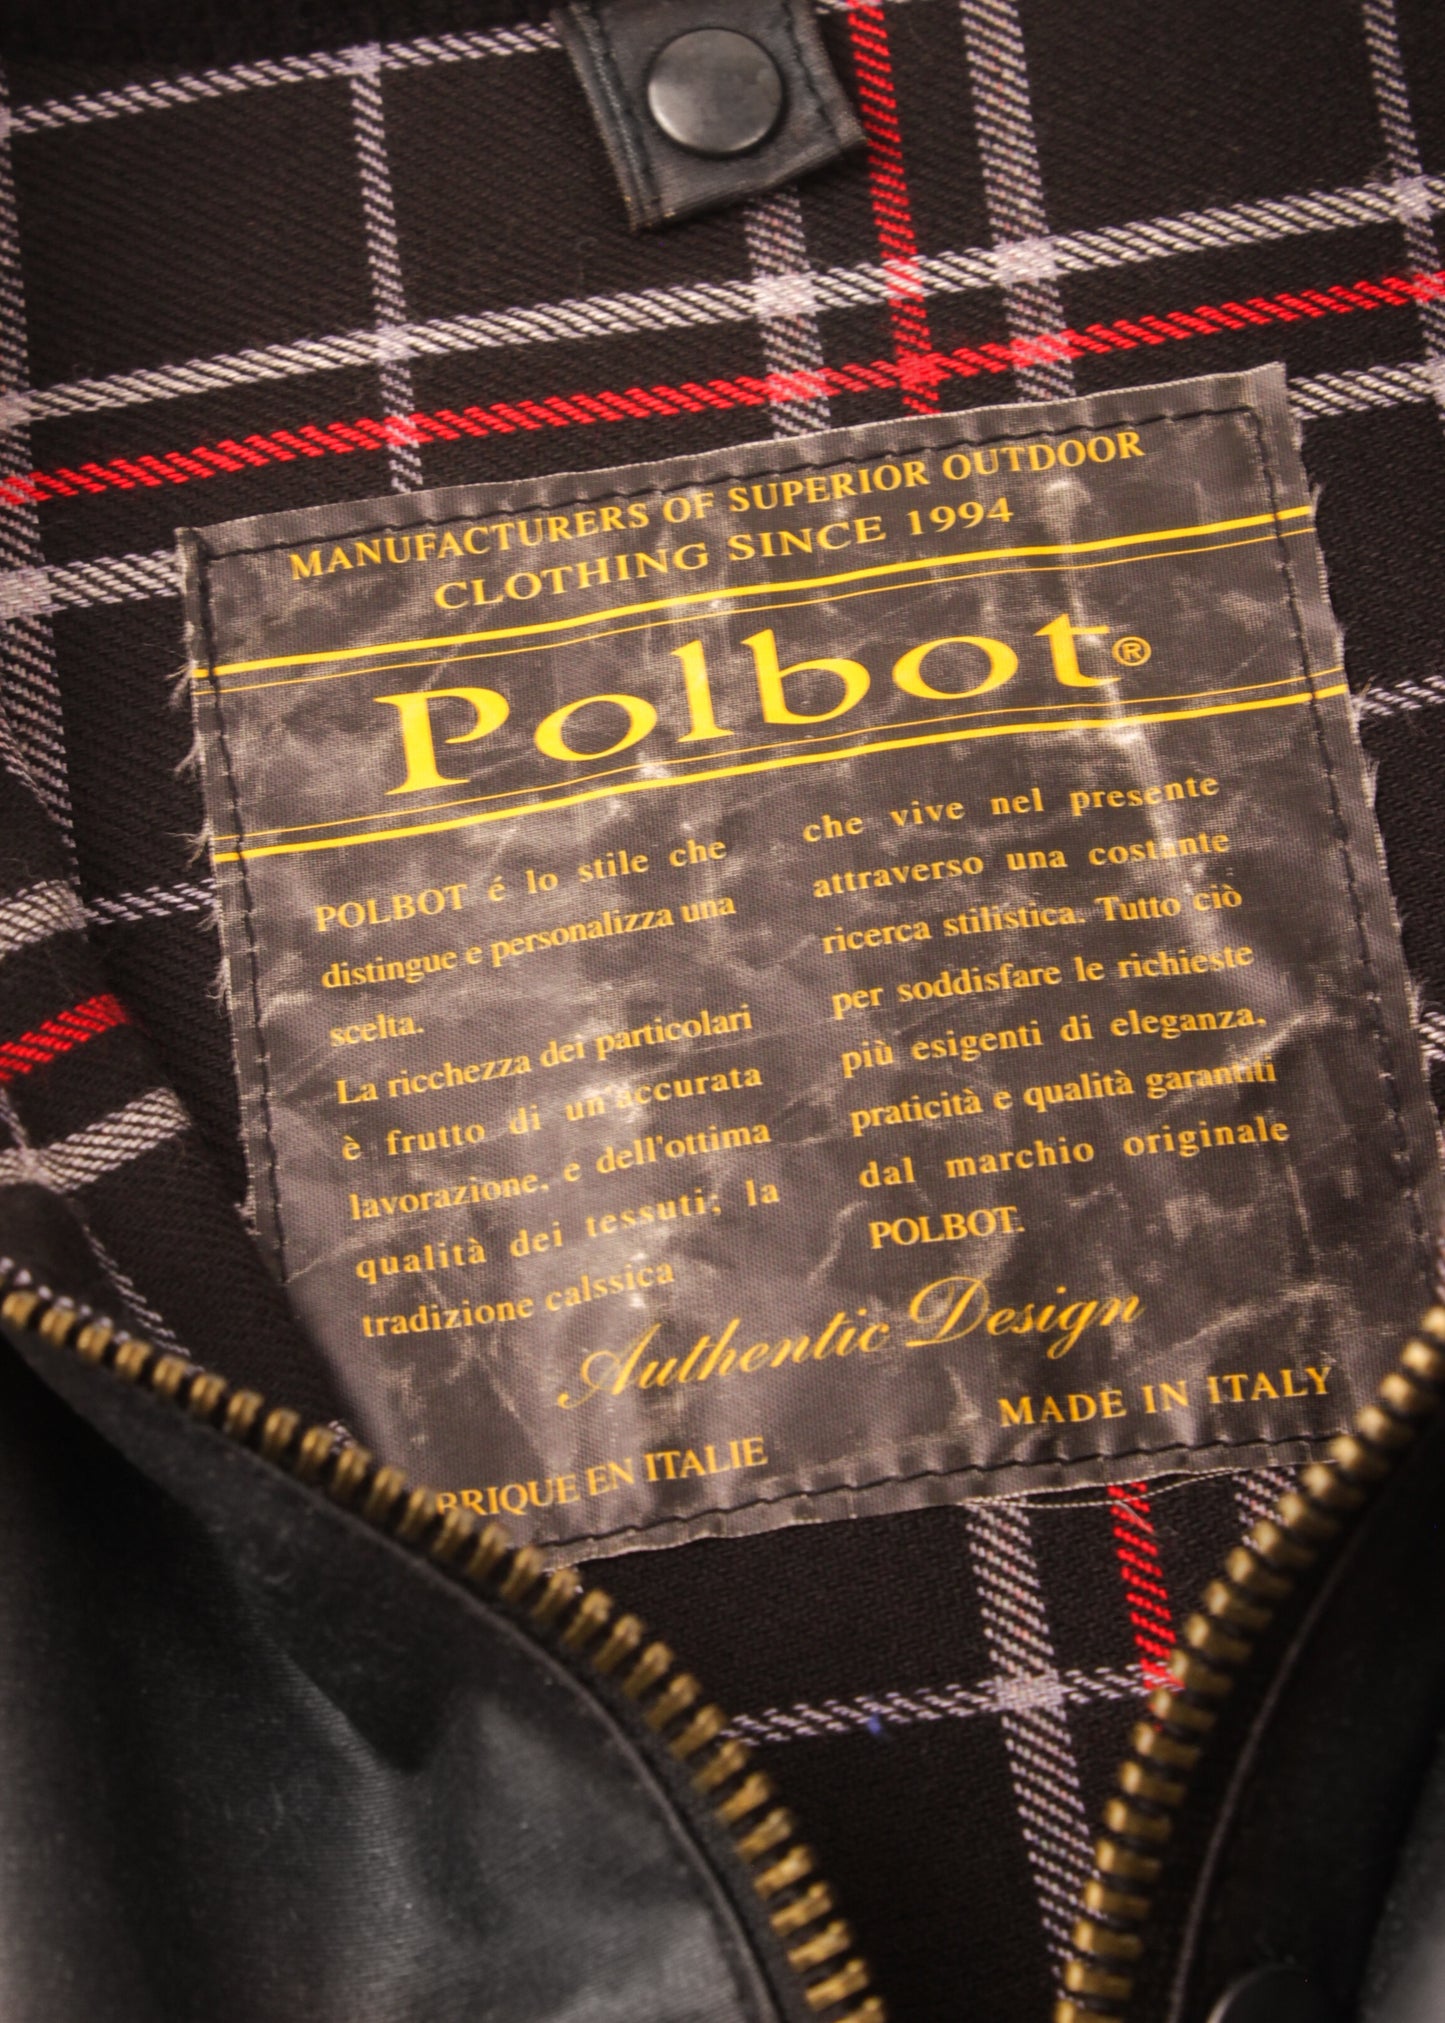 MANUFACTURERS OF SUPERIOR OUTDOOR
CLOTHING SINCE 1994
Polbot®
POLBOT é lo stile che
distingue e personalizza una
scelta.
La ricchezza dei particolari
è frutto di un'accurata
lavorazione, e dell'ottima
qualità dei tessuti; la
tradizione calssica
che vive nel presente
attraverso una costante
ricerca stilistica. Tutto ciò
per soddisfare le richieste
più esigenti di eleganza,
praticità e qualità garantiti
dal marchio originale
POLBOT.
Authentic Design
BRIQUE EN ITALIE
MADE IN ITALY